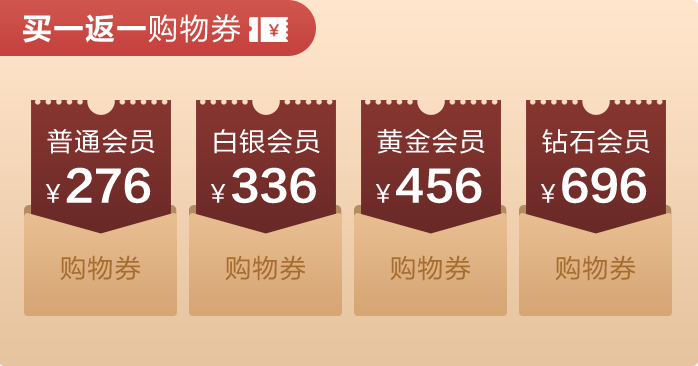 买一返一购物券 ¥
普通会员 白银会员 黄金会员 钻石会员
¥276 ¥336 ¥456 ¥696
购物券 购物券 购物券 购物券